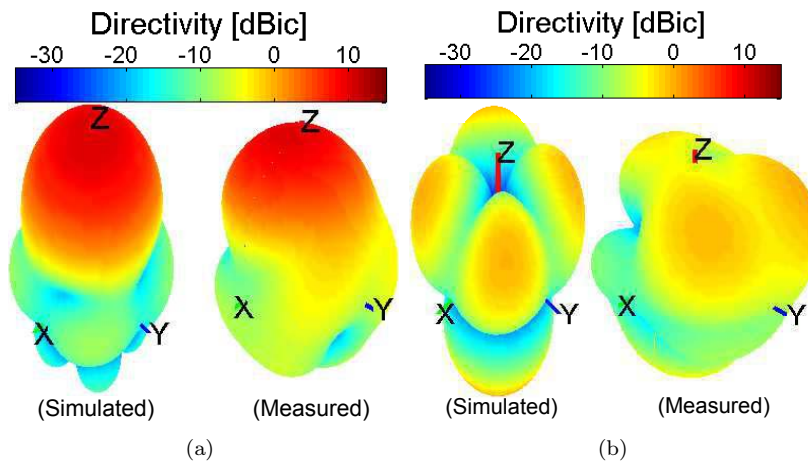 Directivity [dBic]
-30 -20 -10 0 10
Z
Z
X
Y
X
Y
(Simulated)
(Measured)
(a)
Directivity [dBic]
-30 -20 -10 0 10
Z
Z
X
Y
X
Y
(Simulated)
(Measured)
(b)